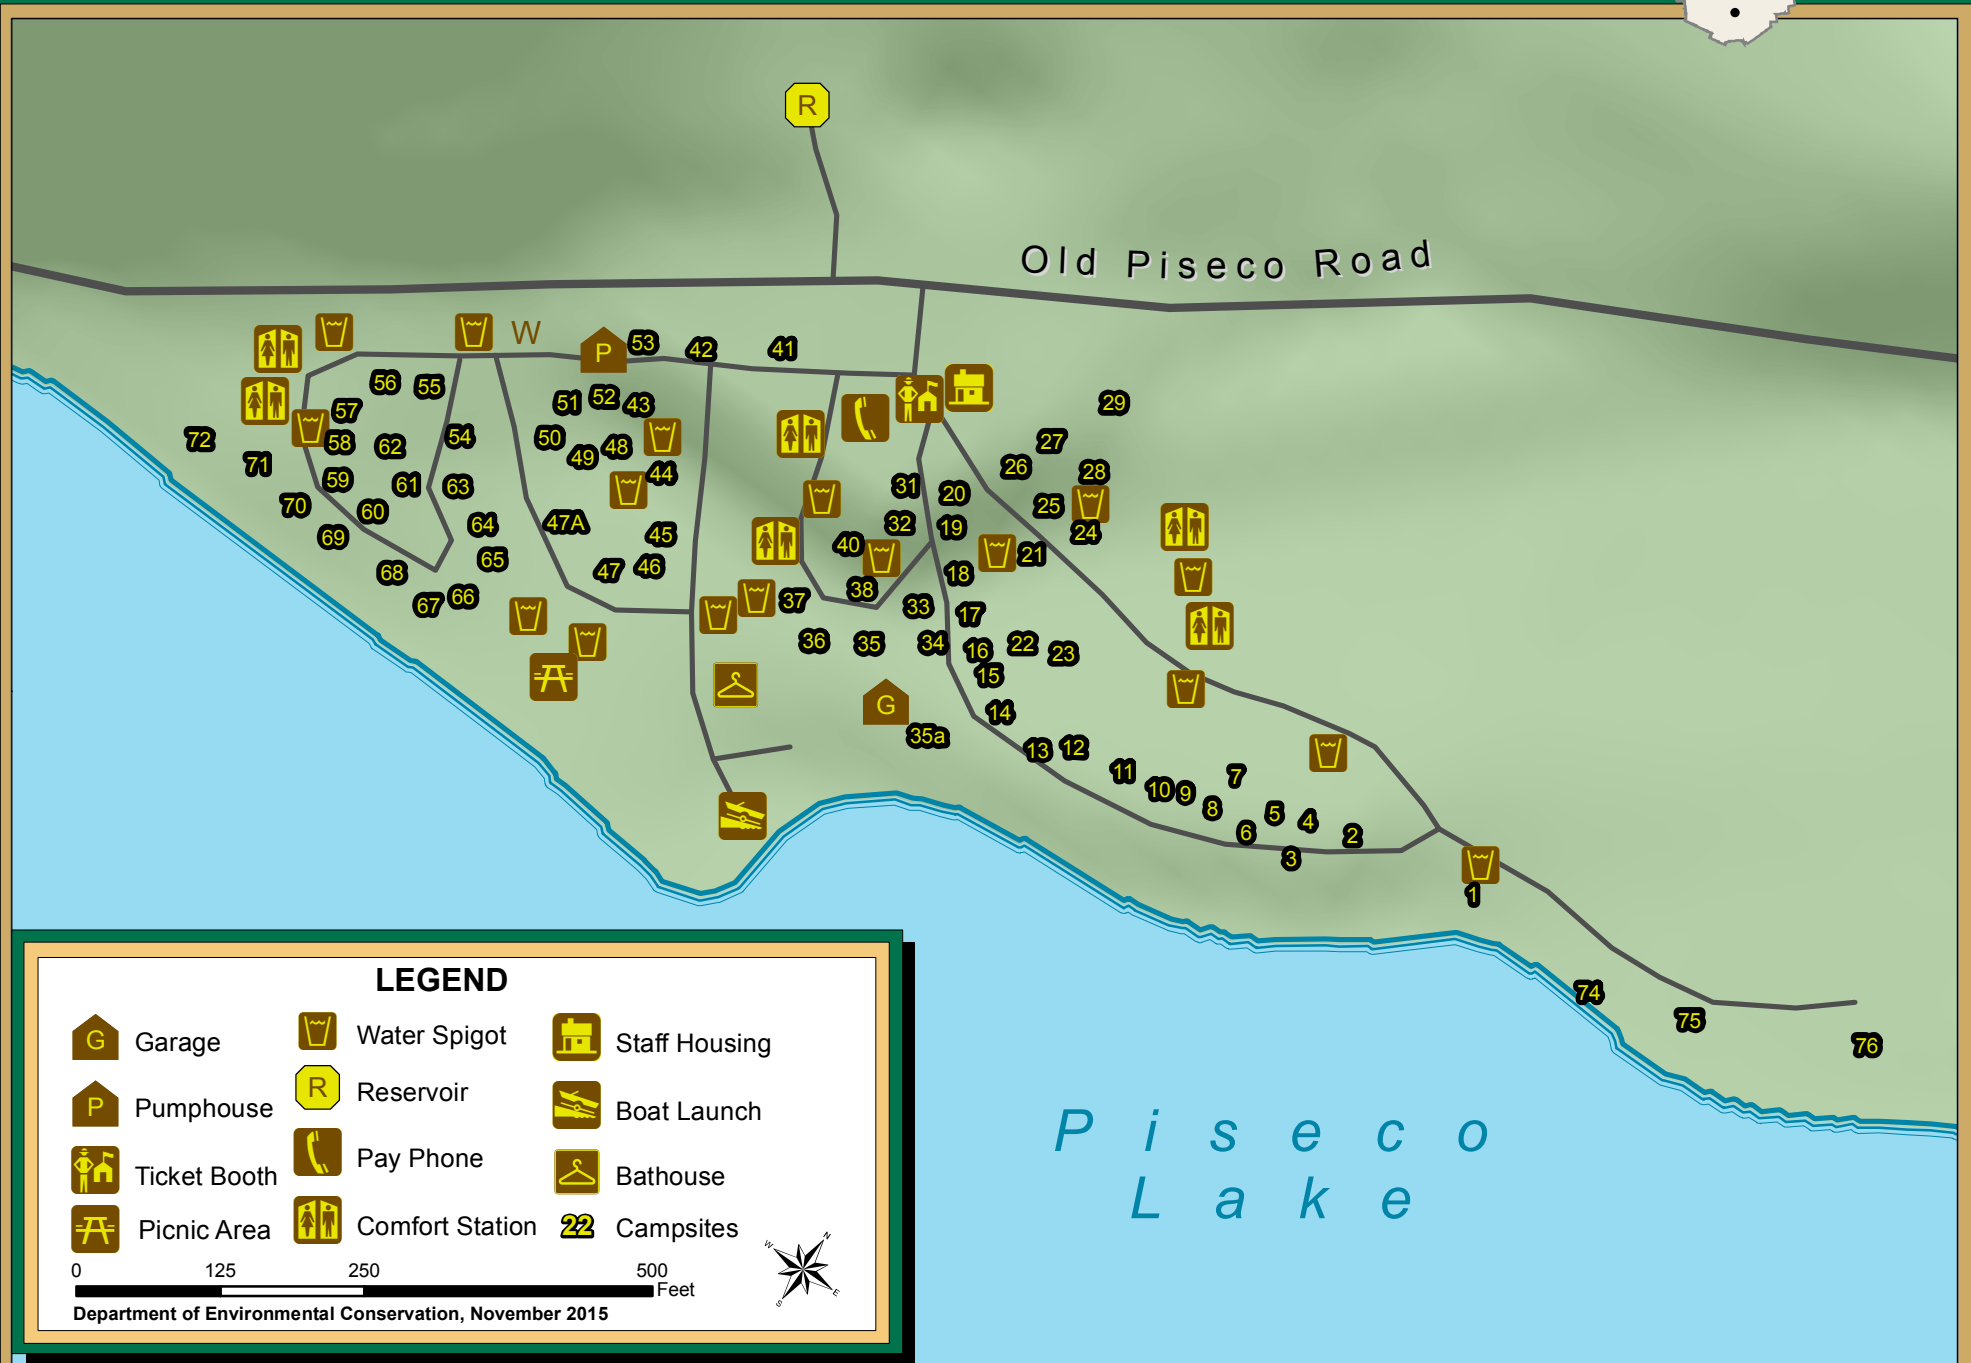 R
Old Piseco Road
W
P
53
42
41
56
55
51
52
43
29
57
72
58
62
54
50
49
48
27
71
44
26
28
59
61
63
31
20
70
60
25
69
64
47A
45
32
19
24
40
21
68
65
47
46
18
67
66
37
38
33
17
36
35
34
16
22
23
15
G
14
35a
13
12
11
7
10
9
8
5
4
6
2
3
1
74
75
76
Piseco
Lake
LEGEND
G Garage
Water Spigot
Staff Housing
P Pumphouse
R Reservoir
Boat Launch
Ticket Booth
Pay Phone
Bathouse
Picnic Area
Comfort Station
22 Campsites
0 125 250 500
Feet
N
W
E
S
Department of Environmental Conservation, November 2015